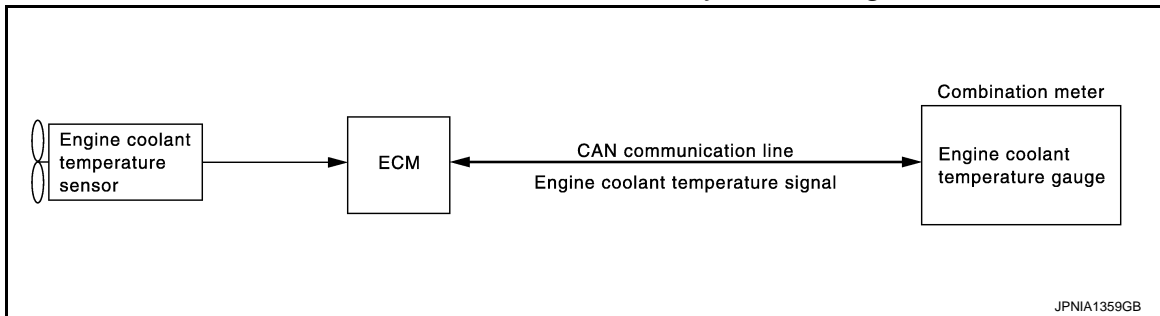 Combination meter
Engine coolant
temperature
sensor
ECM
CAN communication line
Engine coolant temperature signal
Engine coolant
temperature gauge
JPNIA1359GB